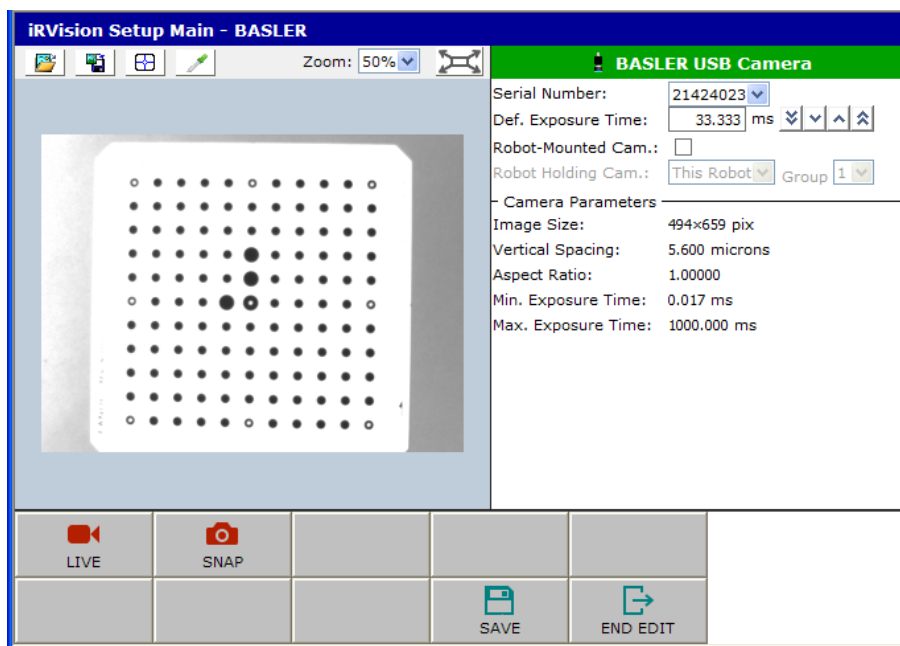 iRVision Setup Main - BASLER
Zoom: 50%
BASLER USB Camera
Serial Number: 21424023
Def. Exposure Time: 33.333 ms
Robot-Mounted Cam.:
Robot Holding Cam.: This Robot Group 1
Camera Parameters
Image Size: 494×659 pix
Vertical Spacing: 5.600 microns
Aspect Ratio: 1.00000
Min. Exposure Time: 0.017 ms
Max. Exposure Time: 1000.000 ms
LIVE SNAP
SAVE END EDIT